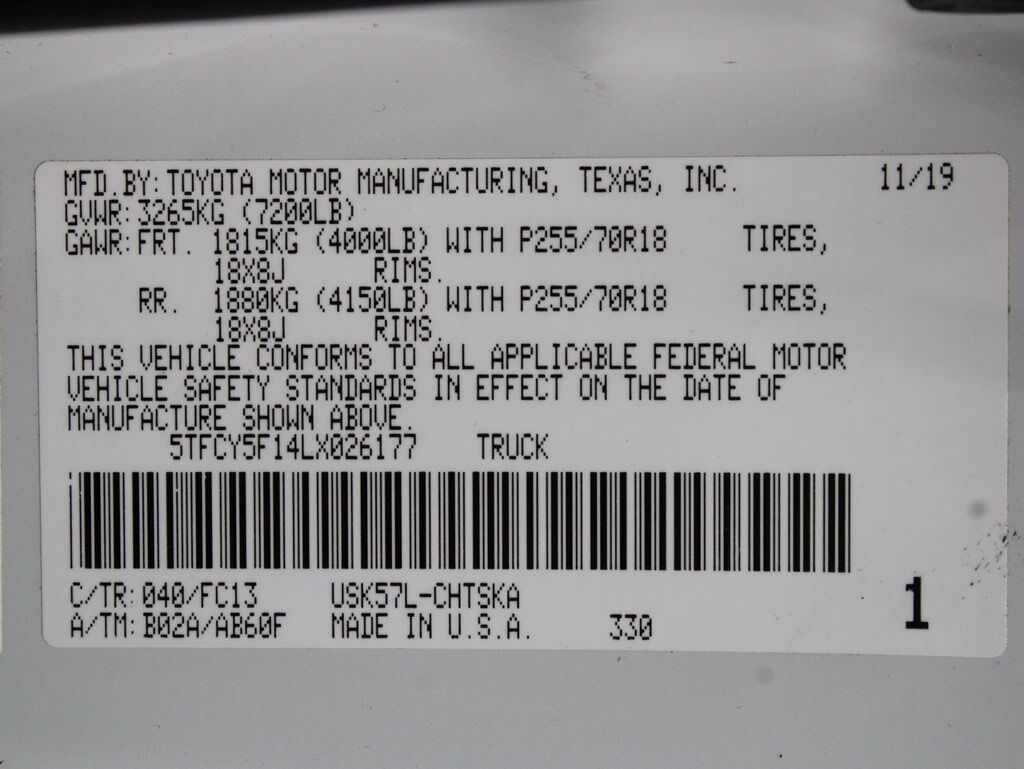 MFD.BY:TOYOTA MOTOR MANUFACTURING, TEXAS, INC. 11/19
GVWR:3265KG (7200LB)
GAWR:FRT. 1815KG (4000LB) WITH P255/70R18 TIRES,
18X8J RIMS.
RR. 1880KG (4150LB) WITH P255/70R18 TIRES,
18X8J RIMS.
THIS VEHICLE CONFORMS TO ALL APPLICABLE FEDERAL MOTOR
VEHICLE SAFETY STANDARDS IN EFFECT ON THE DATE OF
MANUFACTURE SHOWN ABOVE.
5TFCY5F14LX026177 TRUCK
C/TR:040/FC13 USK57L-CHTSKA
A/TM:B02A/AB60F MADE IN U.S.A. 330 1